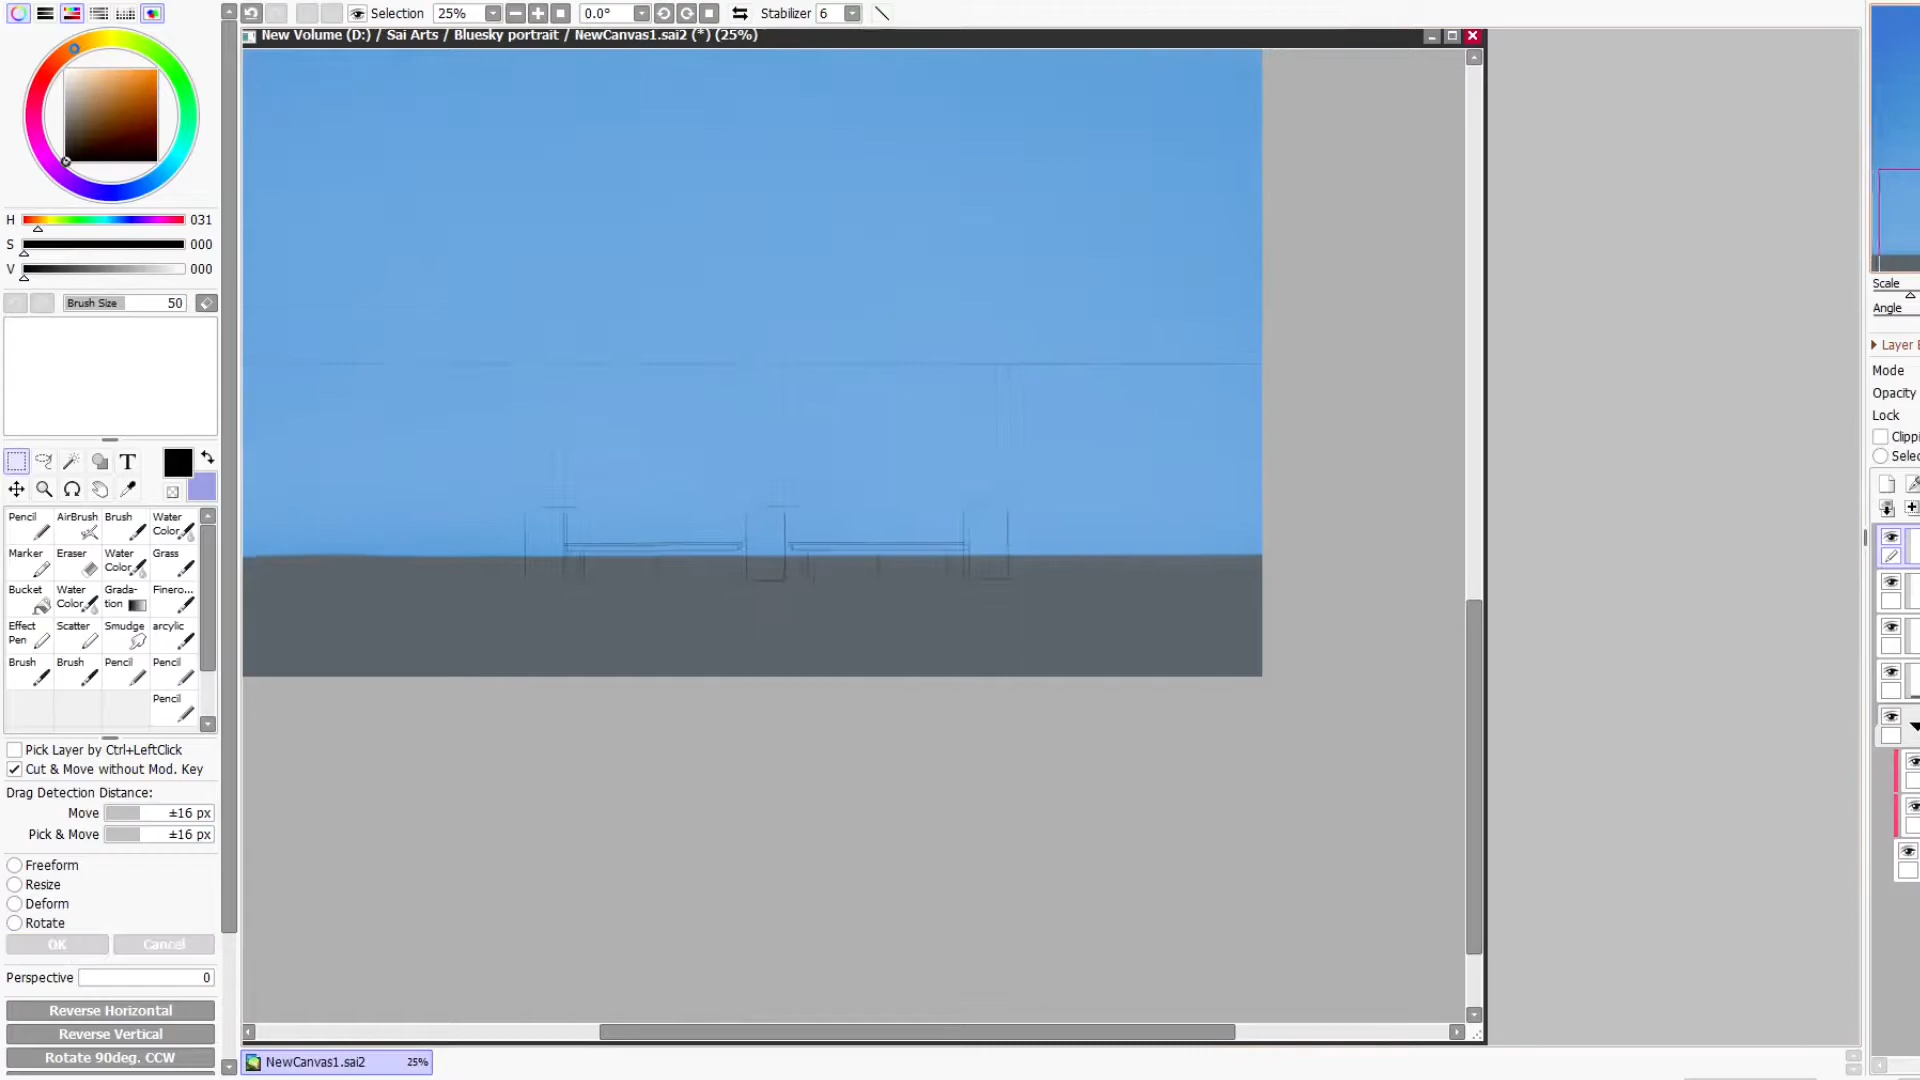 Selection 25% 0.0° Stabilizer 6
New Volume (D:) / Sai Arts / Bluesky portrait / NewCanvas1.sai2 (*) (25%)
H 031
S 000
V 000
Brush Size 50
T
Pencil AirBrush Brush Water Color
Marker Eraser Water Color Grass
Bucket Water Color Grada-tion Finero...
Effect Pen Scatter Smudge arcylic
Brush Brush Pencil Pencil
Pencil
Pick Layer by Ctrl+LeftClick
Cut & Move without Mod. Key
Drag Detection Distance:
Move ±16 px
Pick & Move ±16 px
Freeform
Resize
Deform
Rotate
OK Cancel
Perspective 0
Reverse Horizontal
Reverse Vertical
Rotate 90deg. CCW
NewCanvas1.sai2 25%
Scale
Angle
Layer
Mode
Opacity
Lock
Clippi
Selec